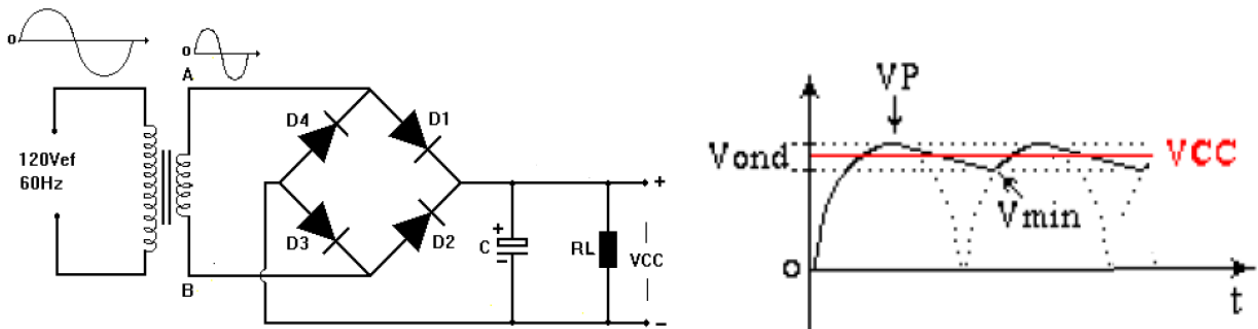 o
o
A
D4
D1
120Vef
60Hz
D3
D2
B
+
C
-
RL
+
VCC
-
VP
Vond
VCC
Vmin
o
t